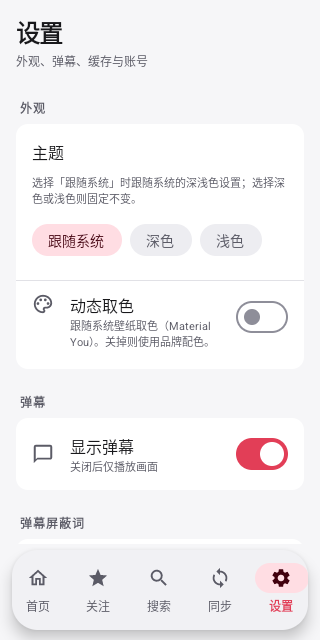 设置
外观、弹幕、缓存与账号
外观
主题
选择「跟随系统」时跟随系统的深浅色设置；选择深
色或浅色则固定不变。
跟随系统
深色
浅色
动态取色
跟随系统壁纸取色（Material
You）。关掉则使用品牌配色。
弹幕
显示弹幕
关闭后仅播放画面
弹幕屏蔽词
首页
关注
搜索
同步
设置